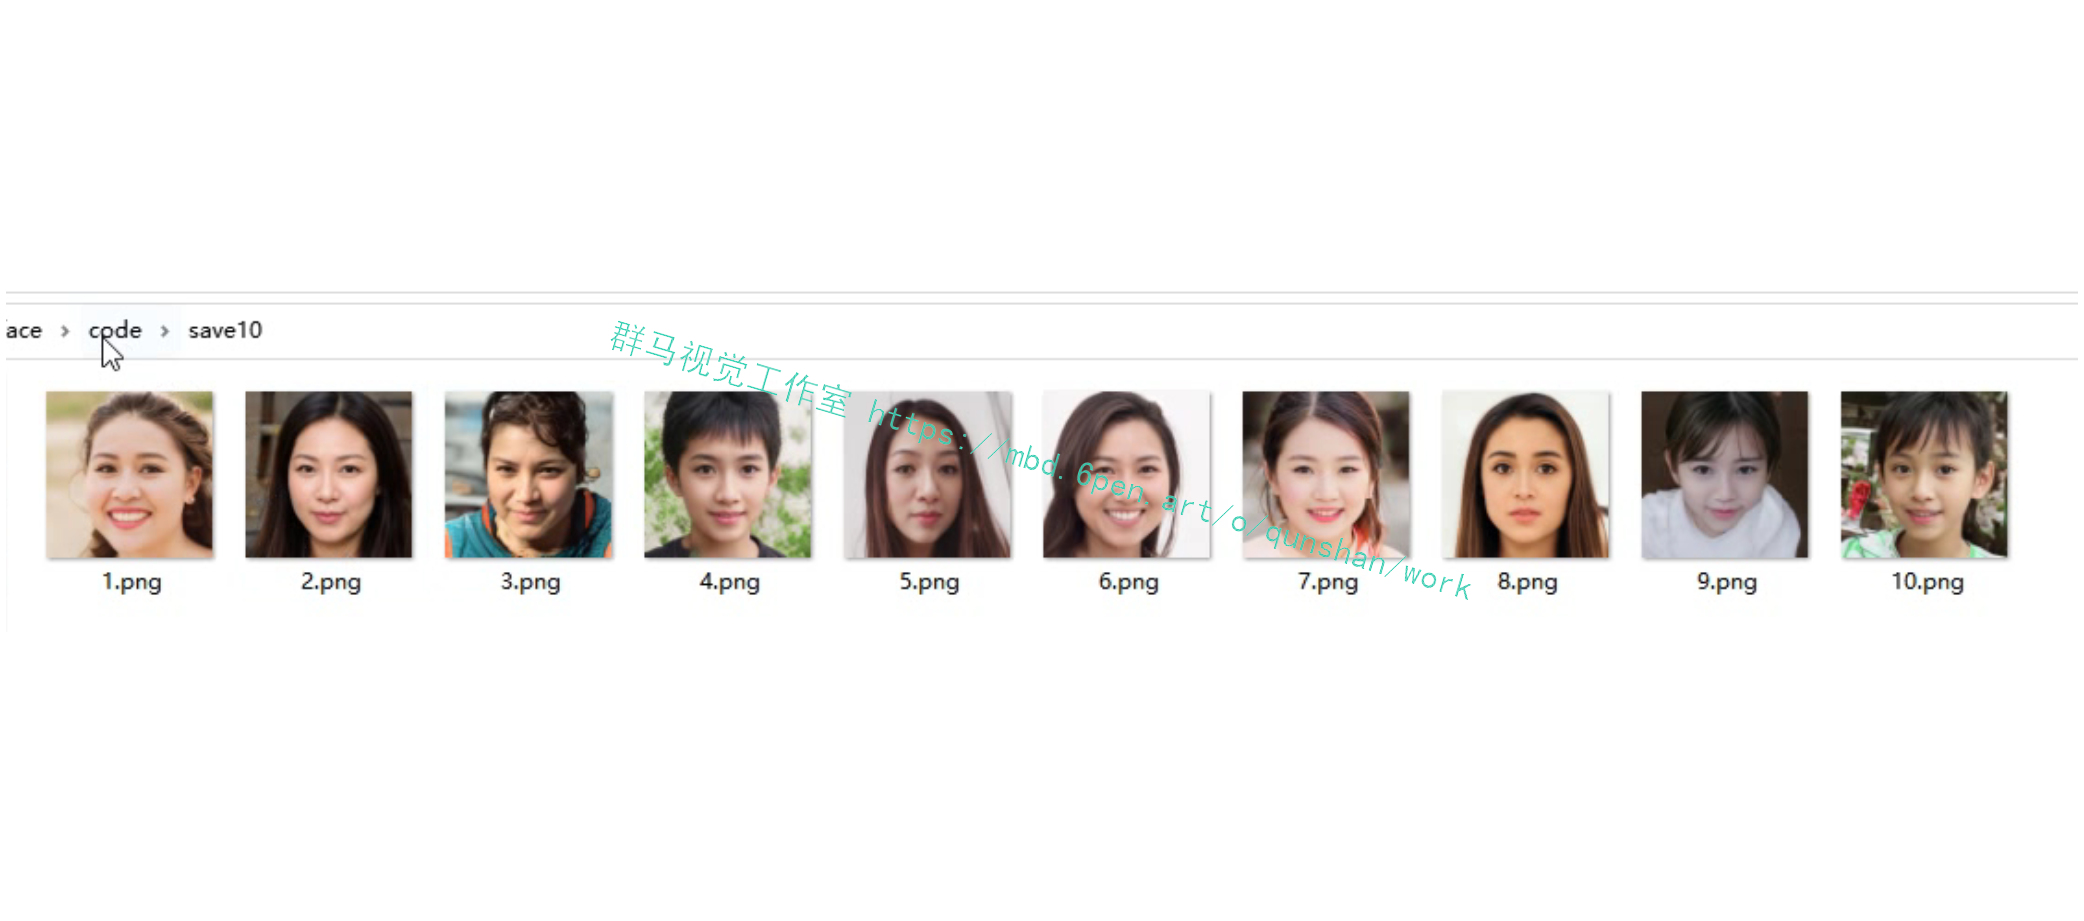 ace > code > save10
群马视觉工作室 https://mbd.6pen.art/o/qunshan/work
1.png 2.png 3.png 4.png 5.png 6.png 7.png 8.png 9.png 10.png